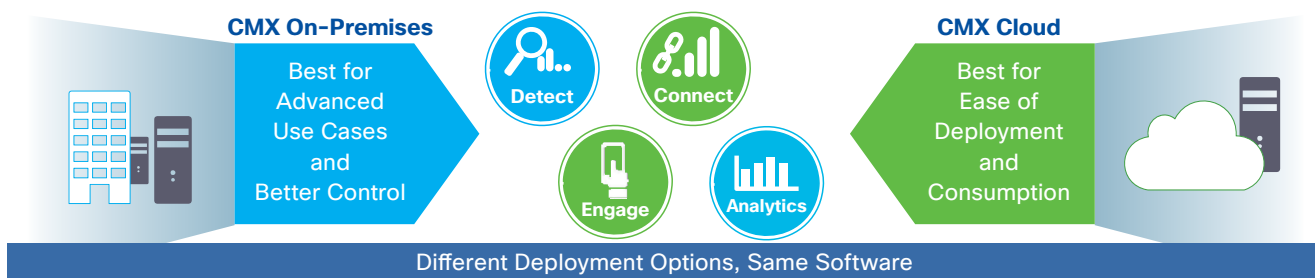 CMX On-Premises
Best for
Advanced
Use Cases
and
Better Control
Detect
Connect
Engage
Analytics
CMX Cloud
Best for
Ease of
Deployment
and
Consumption
Different Deployment Options, Same Software